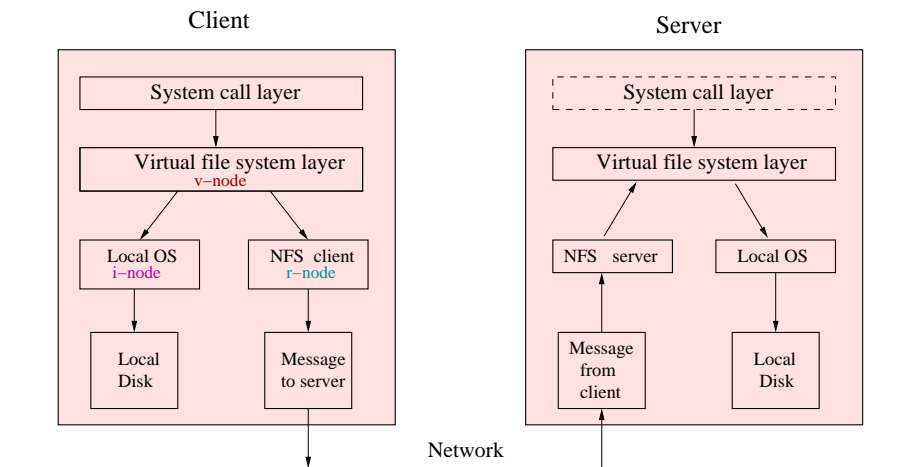 Client
System call layer
Virtual file system layer
v−node
Local OS
i−node
NFS client
r−node
Local
Disk
Message
to server
Server
System call layer
Virtual file system layer
NFS server
Local OS
Message
from
client
Local
Disk
Network